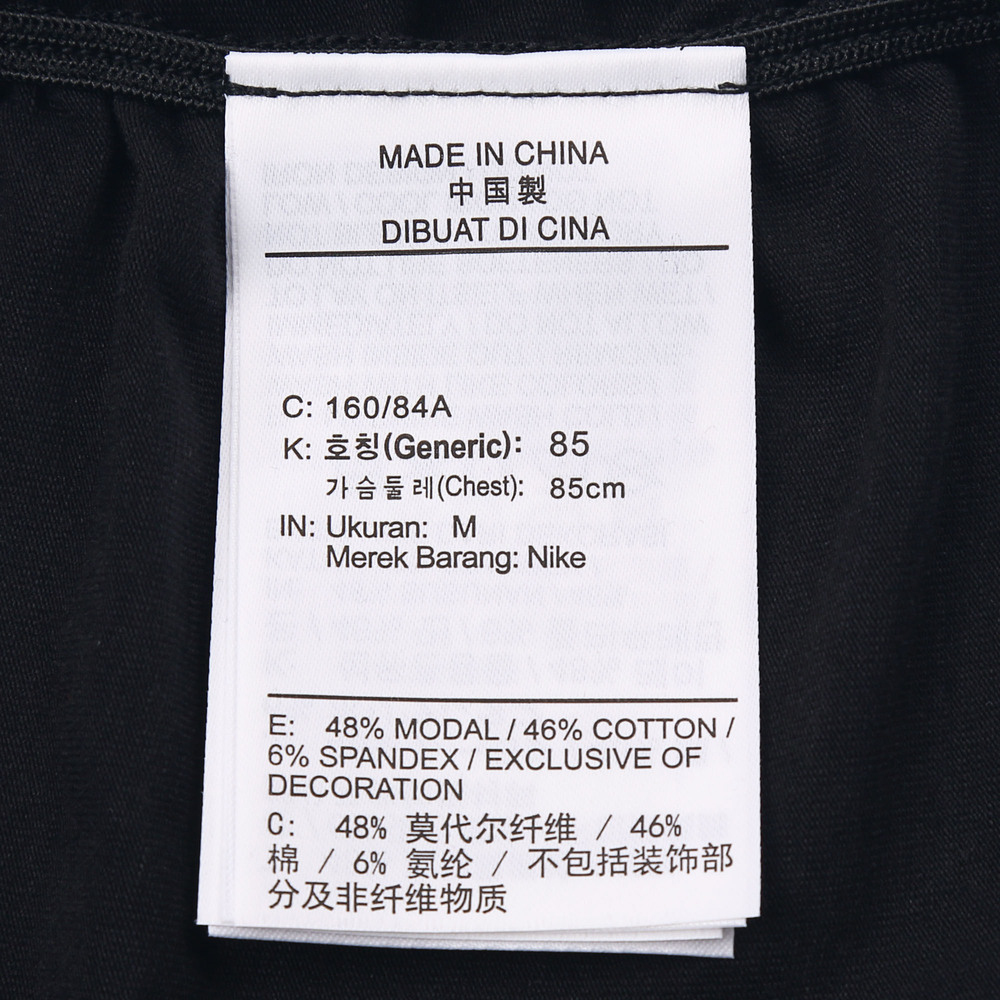 MADE IN CHINA
中国製
DIBUAT DI CINA
C: 160/84A
K: 호칭(Generic): 85
가슴둘레(Chest): 85cm
IN: Ukuran: M
Merek Barang: Nike
E: 48% MODAL / 46% COTTON /
6% SPANDEX / EXCLUSIVE OF
DECORATION
C: 48% 莫代尔纤维 / 46%
棉 / 6% 氨纶 / 不包括装饰部
分及非纤维物质